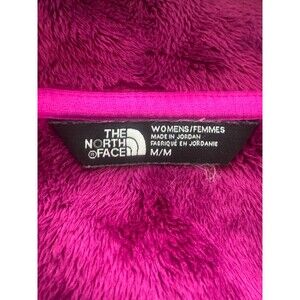 THE
NORTH
FACE
®
WOMENS/FEMMES
MADE IN JORDAN
FABRIQUÉ EN JORDANIE
M/M